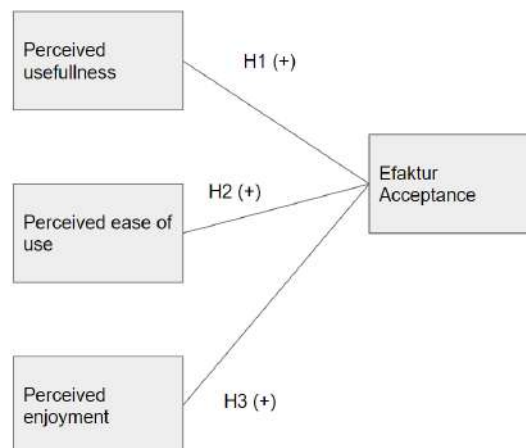 Perceived
usefullness
H1 (+)
Efaktur
Acceptance
H2 (+)
Perceived ease of
use
Perceived
enjoyment
H3 (+)